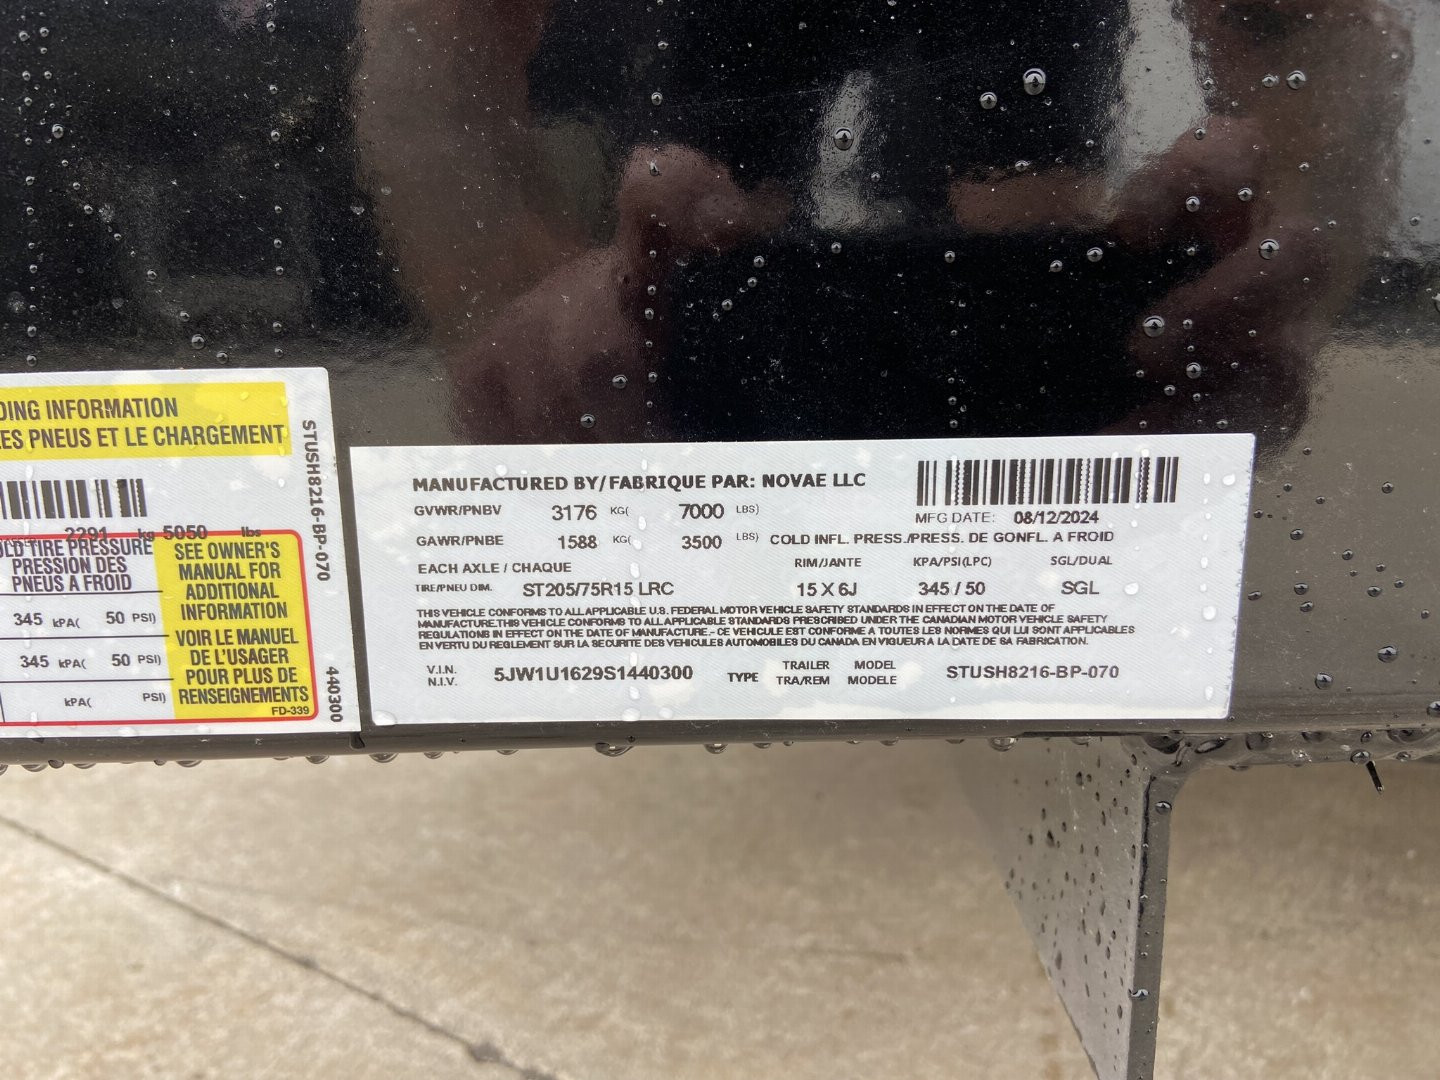 DING INFORMATION
ES PNEUS ET LE CHARGEMENT
2291 kg 5050 lbs
LD TIRE PRESSURE
PRESSION DES
PNEUS A FROID
345 kPA( 50 PSI)
345 kPA( 50 PSI)
kPA( PSI)
SEE OWNER'S
MANUAL FOR
ADDITIONAL
INFORMATION
VOIR LE MANUEL
DE L'USAGER
POUR PLUS DE
RENSEIGNEMENTS
FD-339
STUSH8216-BP-070
440300
MANUFACTURED BY/FABRIQUE PAR: NOVAE LLC
GVWR/PNBV 3176 KG( 7000 LBS)
MFG DATE: 08/12/2024
GAWR/PNBE 1588 KG( 3500 LBS) COLD INFL. PRESS./PRESS. DE GONFL. A FROID
EACH AXLE / CHAQUE RIM/JANTE KPA/PSI(LPC) SGL/DUAL
TIRE/PNEU DIM. ST205/75R15 LRC 15 X 6J 345 / 50 SGL
THIS VEHICLE CONFORMS TO ALL APPLICABLE U.S. FEDERAL MOTOR VEHICLE SAFETY STANDARDS IN EFFECT ON THE DATE OF
MANUFACTURE.THIS VEHICLE CONFORMS TO ALL APPLICABLE STANDARDS PRESCRIBED UNDER THE CANADIAN MOTOR VEHICLE SAFETY
REGULATIONS IN EFFECT ON THE DATE OF MANUFACTURE.- CE VEHICULE EST CONFORME A TOUTES LES NORMES QUI LUI SONT APPLICABLES
EN VERTU DU REGLEMENT SUR LA SECURITE DES VEHICULES AUTOMOBILES DU CANADA EN VIGUEUR A LA DATE DE SA FABRICATION.
V.I.N. 5JW1U1629S1440300 TYPE TRAILER MODEL STUSH8216-BP-070
N.I.V. TRA/REM MODELE